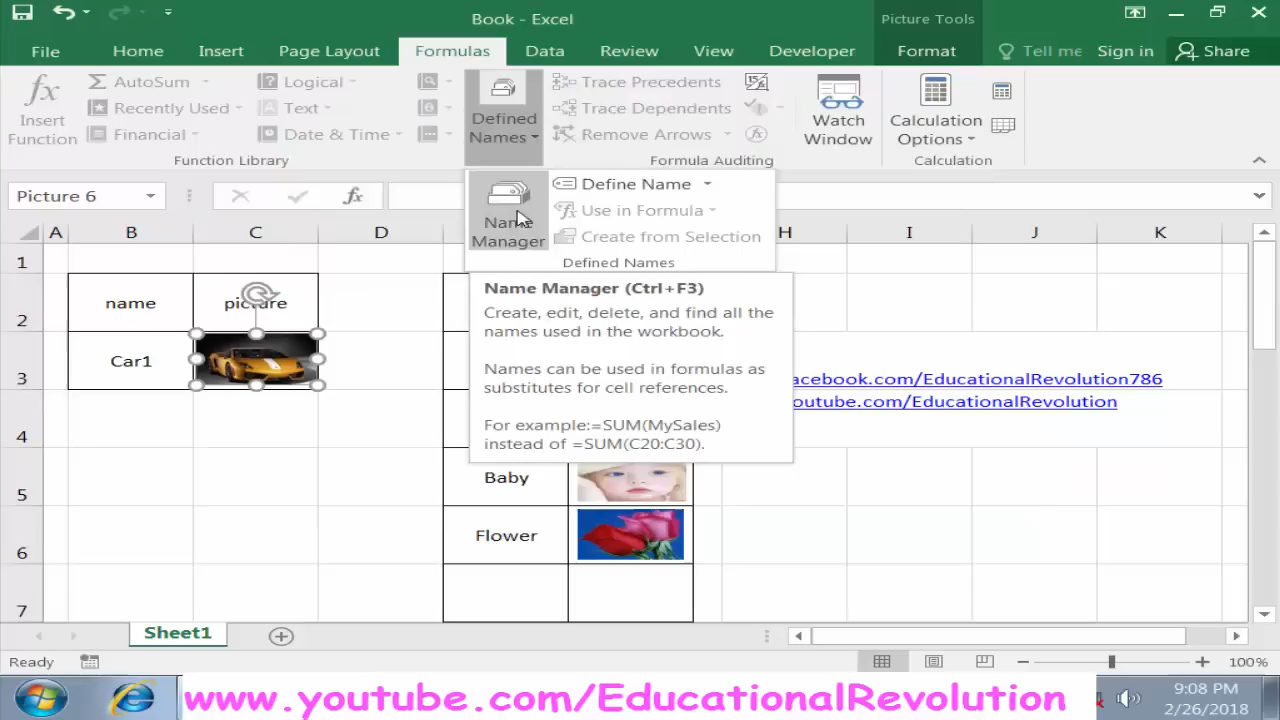 Book - Excel
Picture Tools
File Home Insert Page Layout Formulas Data Review View Developer Format Tell me Sign in Share
fx Insert Function
AutoSum
Recently Used
Financial
Logical
Text
Date & Time
Function Library
Defined Names
Trace Precedents
Trace Dependents
Remove Arrows
Formula Auditing
Watch Window
Calculation Options
Calculation
Picture 6
fx
Name Manager
Define Name
Use in Formula
Create from Selection
Defined Names
A B C D H I J K
1
2
name picture
3
Car1
4
5
Baby
6
Flower
7
Name Manager (Ctrl+F3)
Create, edit, delete, and find all the
names used in the workbook.
Names can be used in formulas as
substitutes for cell references.
For example:=SUM(MySales)
instead of =SUM(C20:C30).
acebook.com/EducationalRevolution786
outube.com/EducationalRevolution
Sheet1
Ready
100%
www.youtube.com/EducationalRevolution
9:08 PM
2/26/2018